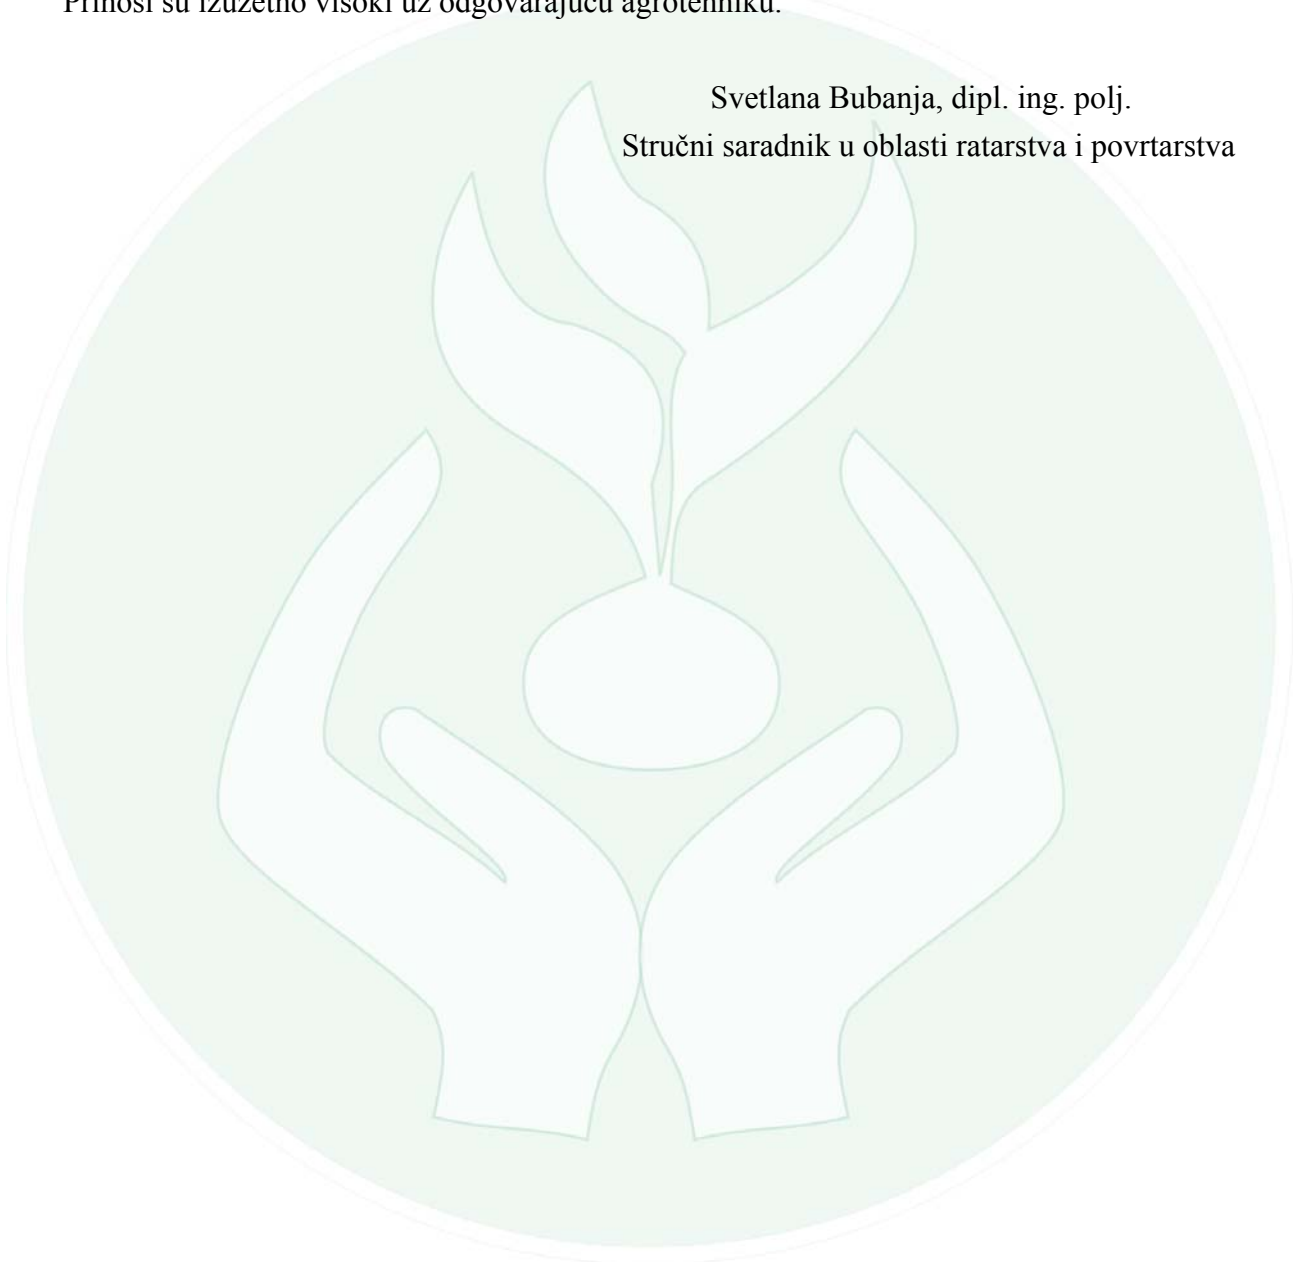 Prinosi su izuzetno visoki uz odgovarajuću agrotehniku.
Svetlana Bubanja, dipl. ing. polj.
Stručni saradnik u oblasti ratarstva i povrtarstva